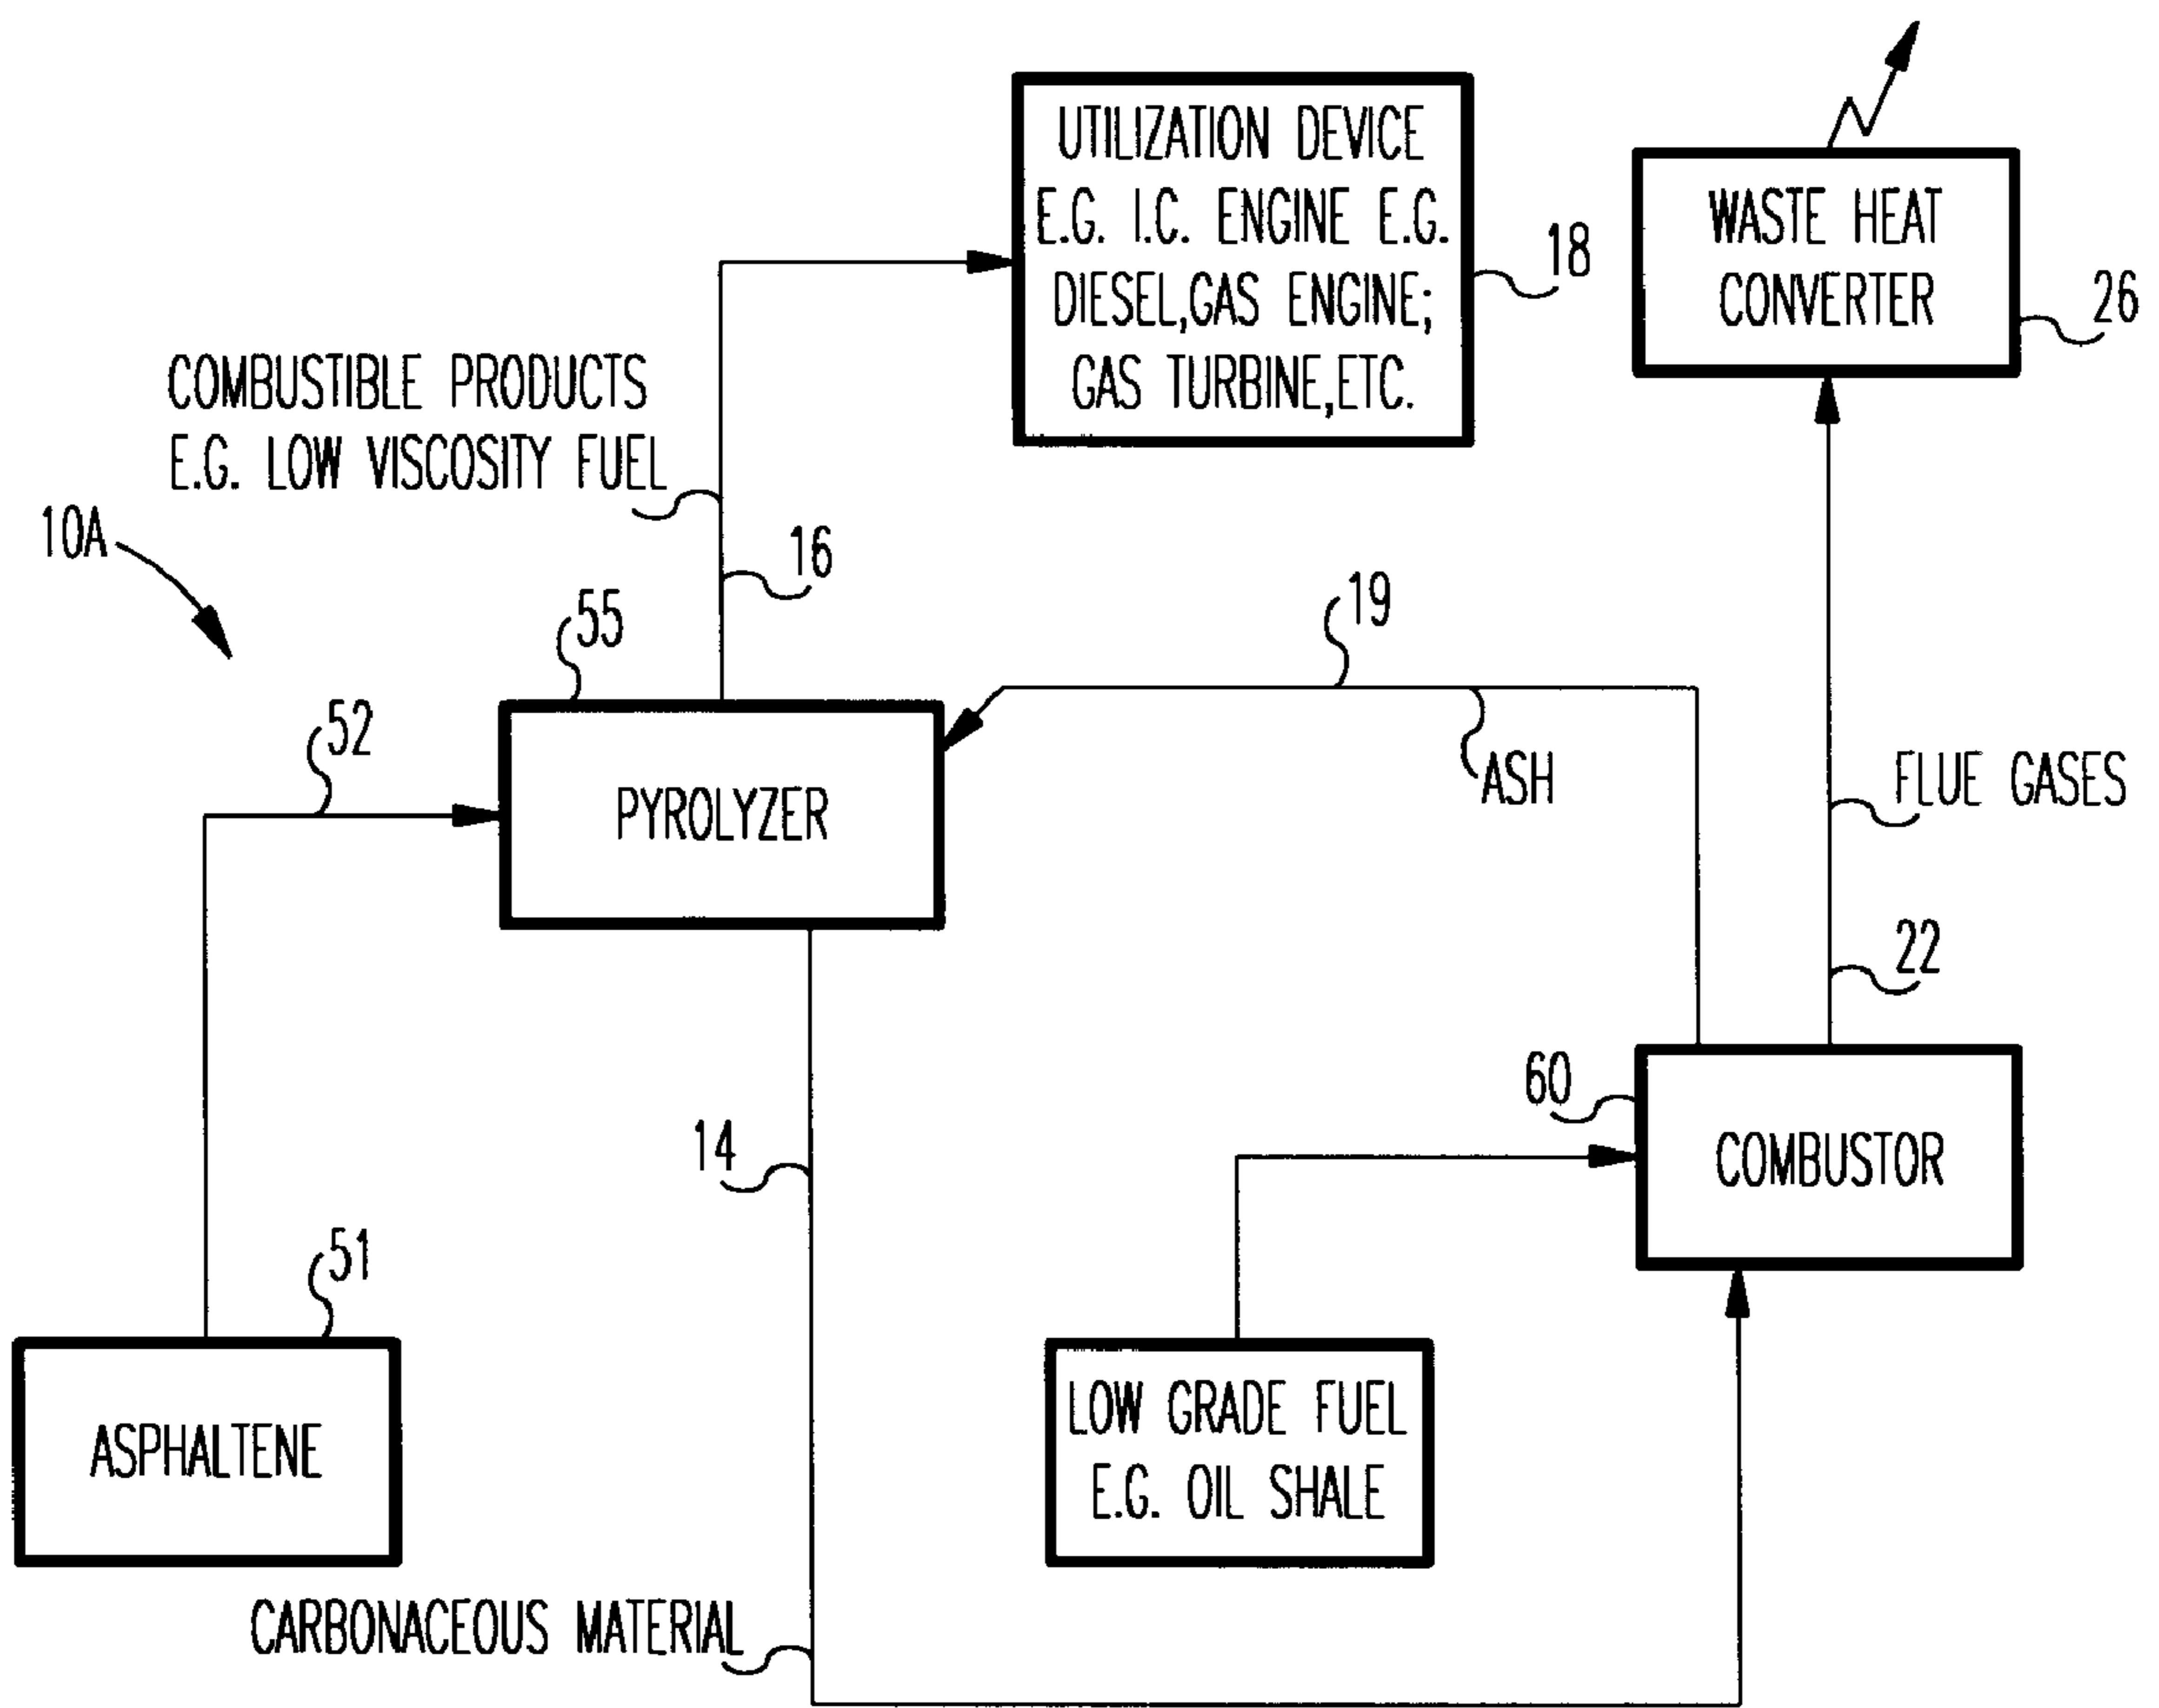 UTILIZATION DEVICE
E.G. I.C. ENGINE E.G.
DIESEL,GAS ENGINE;
GAS TURBINE,ETC.
18
WASTE HEAT
CONVERTER
26
COMBUSTIBLE PRODUCTS
E.G. LOW VISCOSITY FUEL
10A
16
55
19
52
PYROLYZER
ASH
FLUE GASES
22
60
14
COMBUSTOR
51
ASPHALTENE
LOW GRADE FUEL
E.G. OIL SHALE
CARBONACEOUS MATERIAL